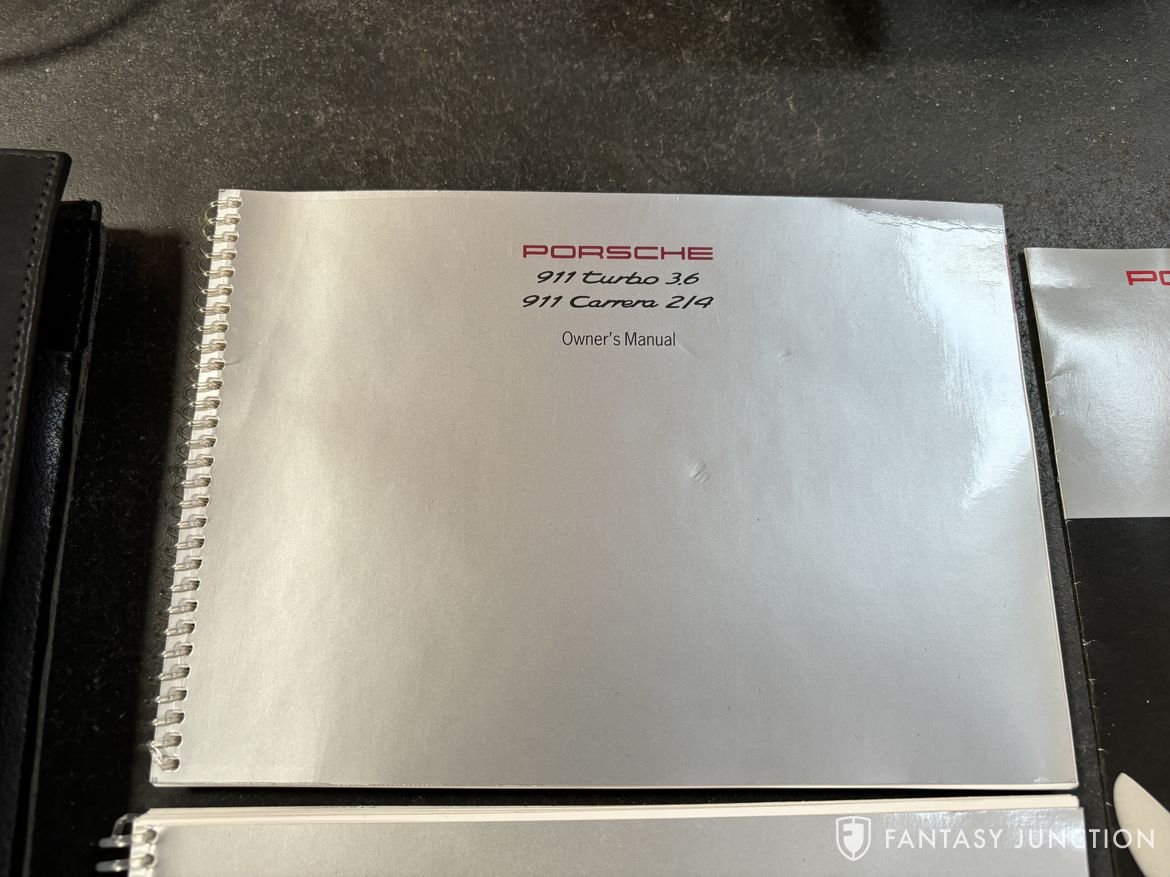 PORSCHE
911 turbo 3.6
911 Carrera 2/4
Owner's Manual
FANTASY JUNCTION